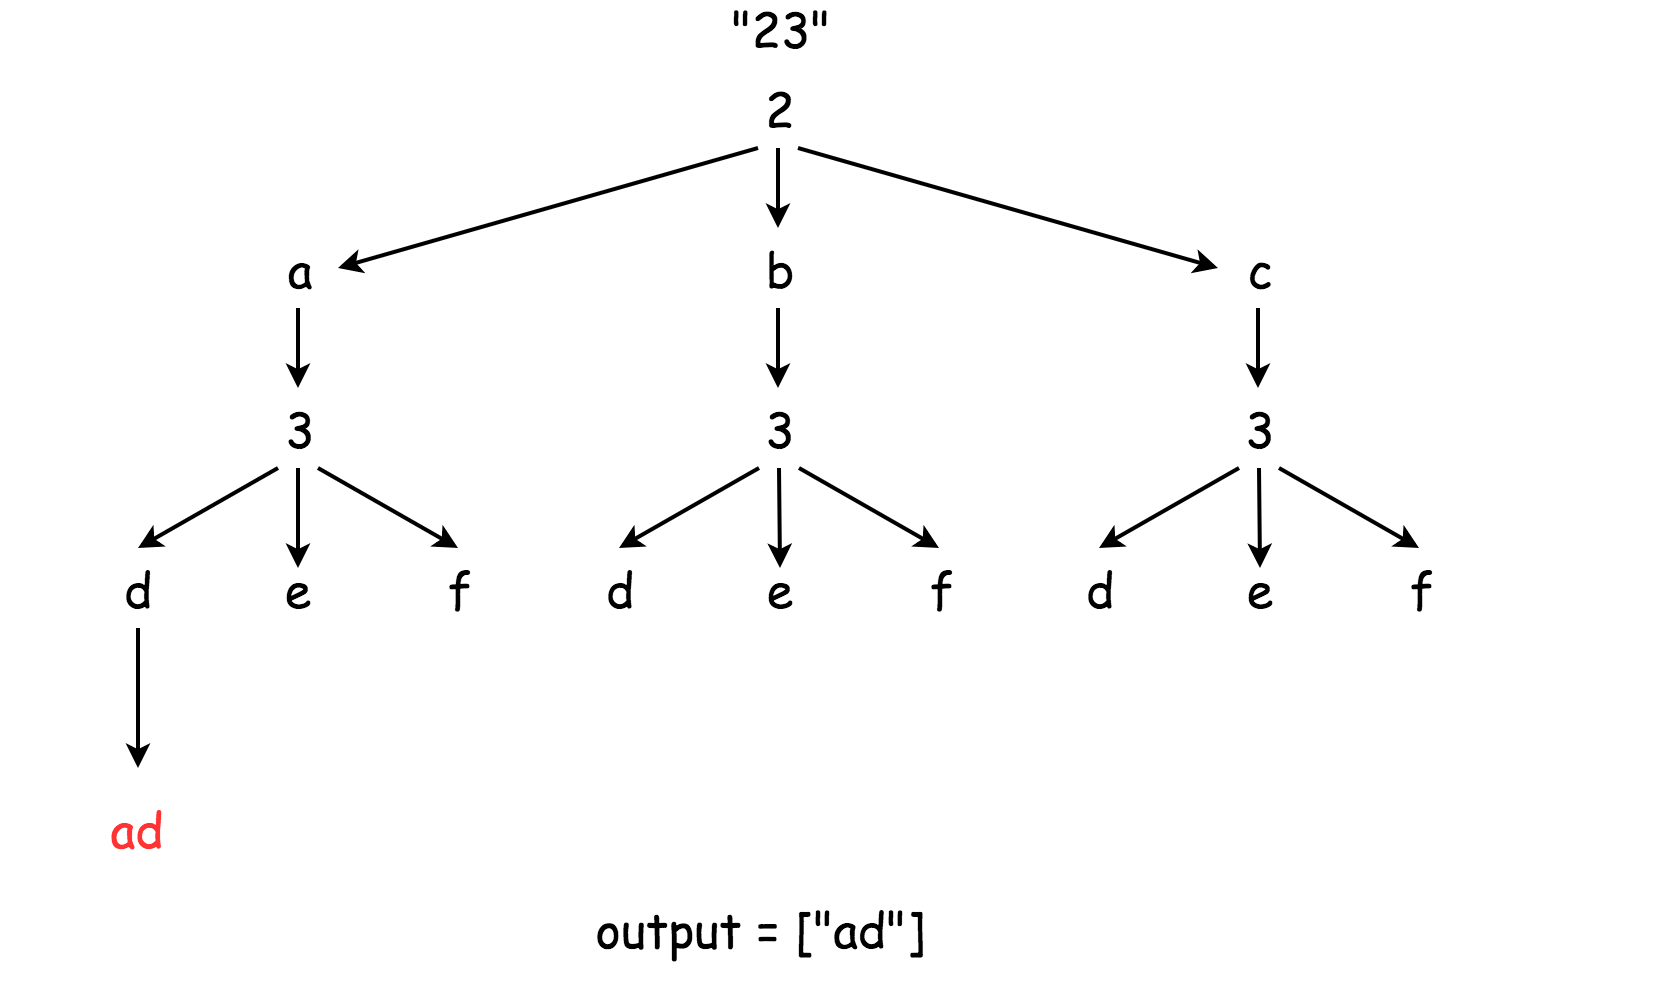 "23"
2
a b c
3 3 3
d e f d e f d e f
ad
output = ["ad"]